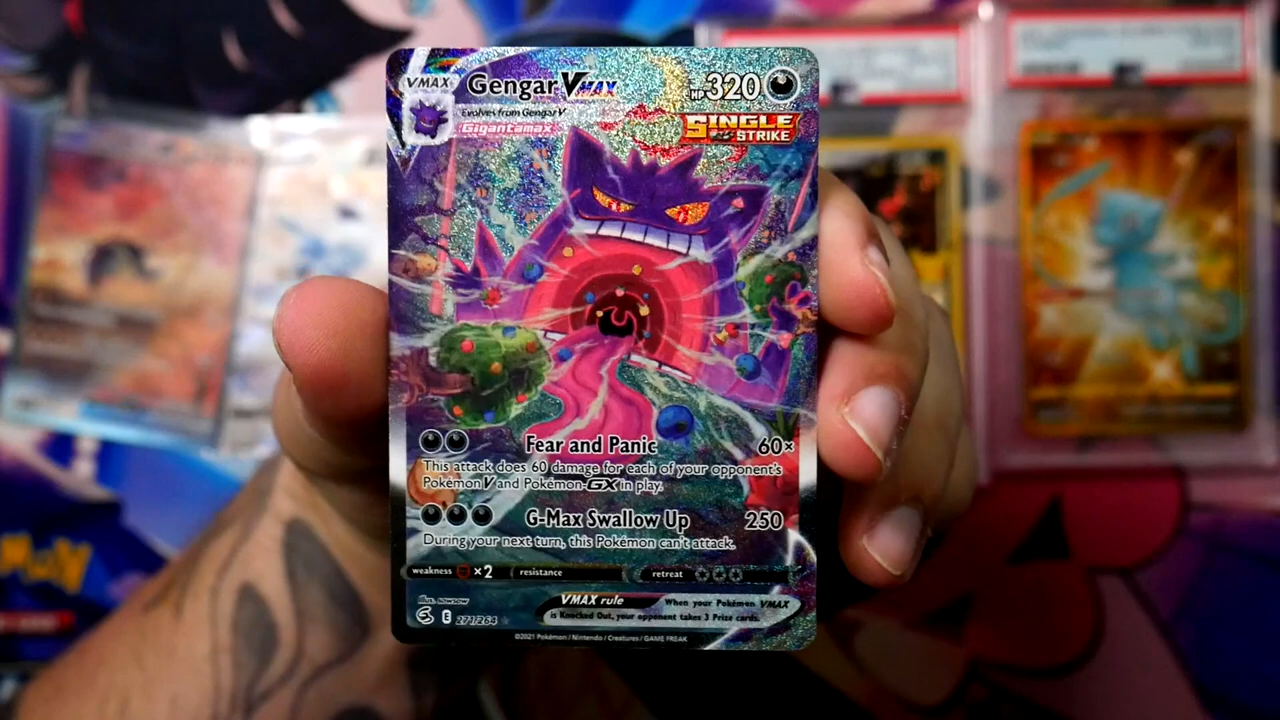 VMAX Gengar VMAX HP 320
Evolves from Gengar V
Gigantamax
SINGLE
STRIKE
Fear and Panic 60×
This attack does 60 damage for each of your opponent's
Pokémon V and Pokémon-GX in play.
G-Max Swallow Up 250
During your next turn, this Pokémon can't attack.
weakness ×2 resistance retreat
Illus. sowsow
VMAX rule When your Pokémon VMAX
is Knocked Out, your opponent takes 3 Prize cards.
E 271/264
©2021 Pokémon / Nintendo / Creatures / GAME FREAK